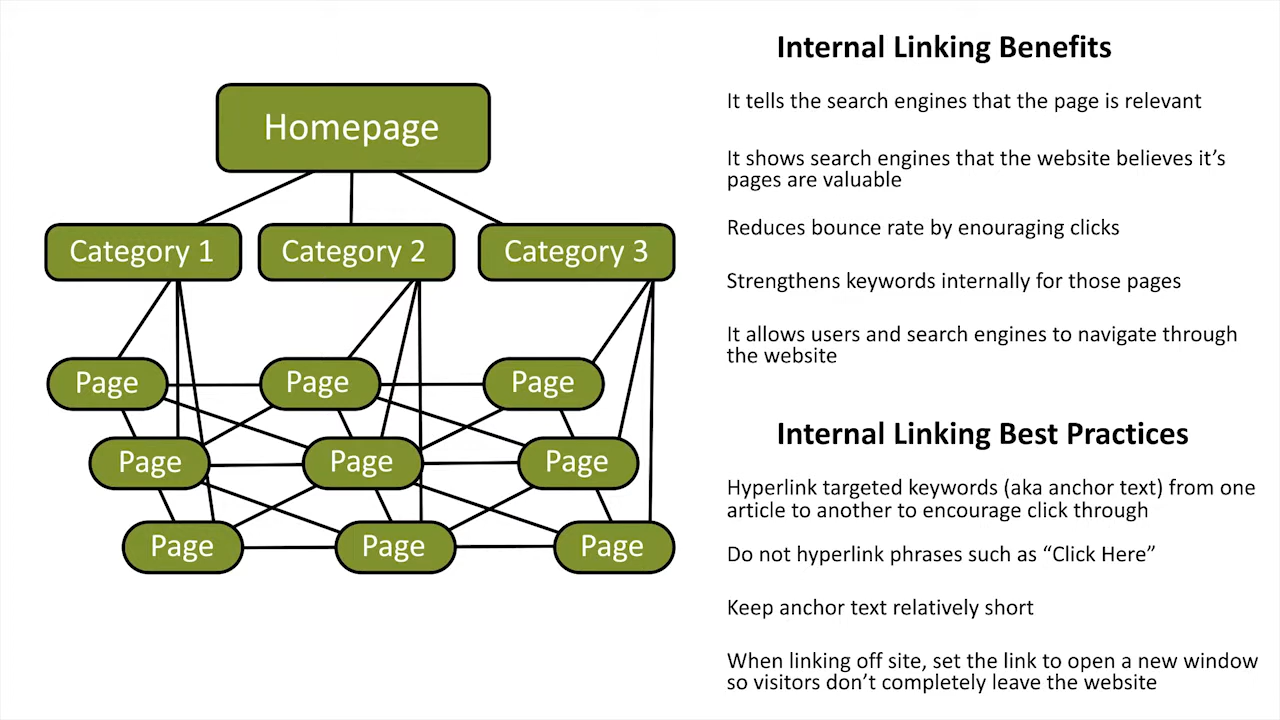 Homepage
Category 1
Category 2
Category 3
Page
Page
Page
Page
Page
Page
Page
Page
Page
Internal Linking Benefits
It tells the search engines that the page is relevant
It shows search engines that the website believes it’s
pages are valuable
Reduces bounce rate by enouraging clicks
Strengthens keywords internally for those pages
It allows users and search engines to navigate through
the website
Internal Linking Best Practices
Hyperlink targeted keywords (aka anchor text) from one
article to another to encourage click through
Do not hyperlink phrases such as “Click Here”
Keep anchor text relatively short
When linking off site, set the link to open a new window
so visitors don’t completely leave the website